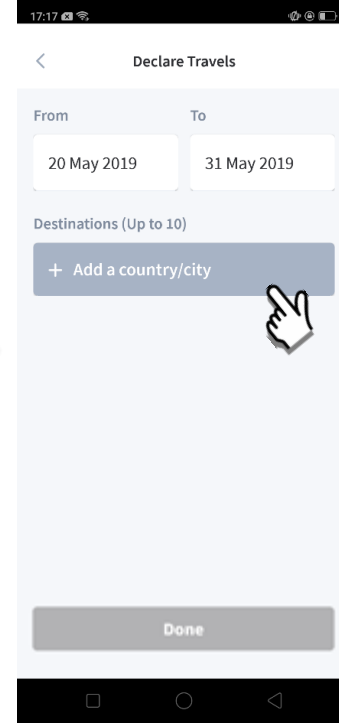 17:17
Declare Travels
From To
20 May 2019 31 May 2019
Destinations (Up to 10)
+ Add a country/city
Done